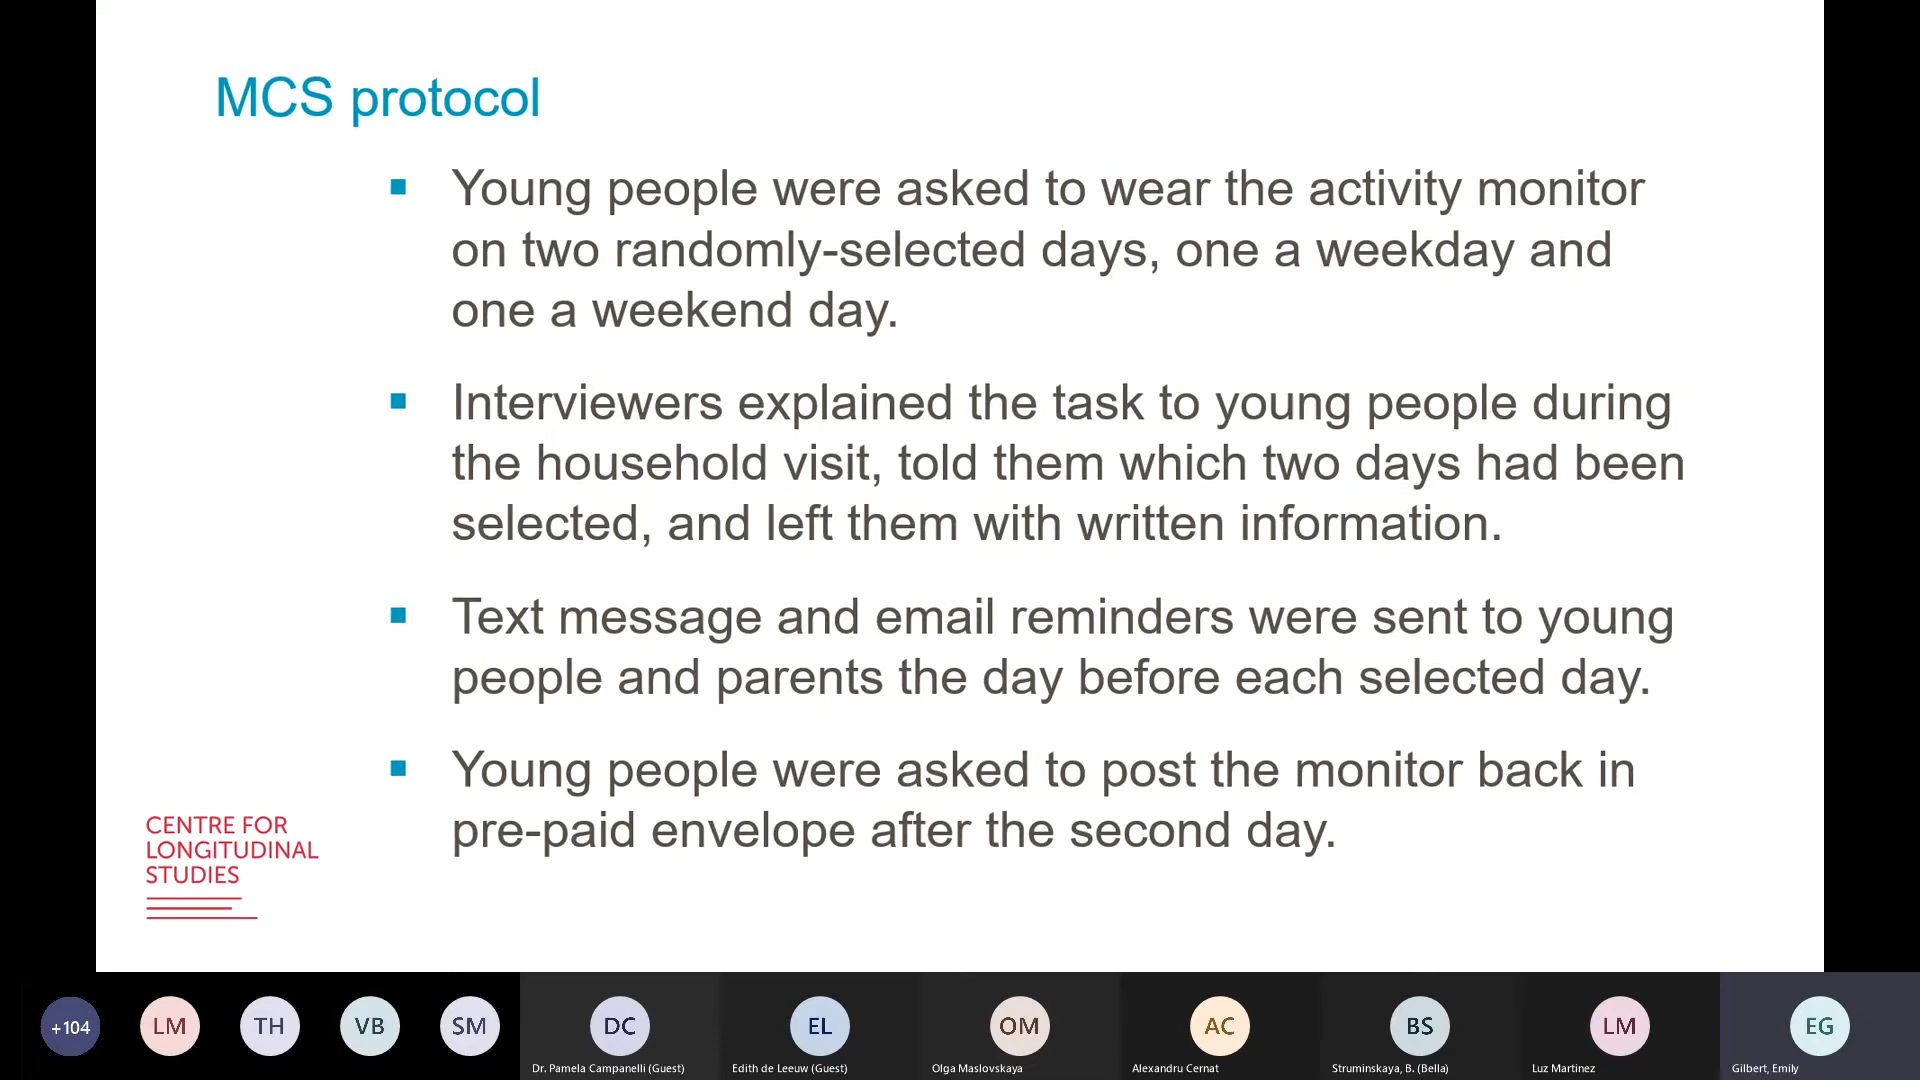 MCS protocol
Young people were asked to wear the activity monitor
on two randomly-selected days, one a weekday and
one a weekend day.
Interviewers explained the task to young people during
the household visit, told them which two days had been
selected, and left them with written information.
Text message and email reminders were sent to young
people and parents the day before each selected day.
Young people were asked to post the monitor back in
pre-paid envelope after the second day.
CENTRE FOR
LONGITUDINAL
STUDIES
+104
LM
TH
VB
SM
DC
EL
OM
AC
BS
LM
EG
Dr. Pamela Campanelli (Guest)
Edith de Leeuw (Guest)
Olga Maslovskaya
Alexandru Cernat
Struminskaya, B. (Bella)
Luz Martinez
Gilbert, Emily